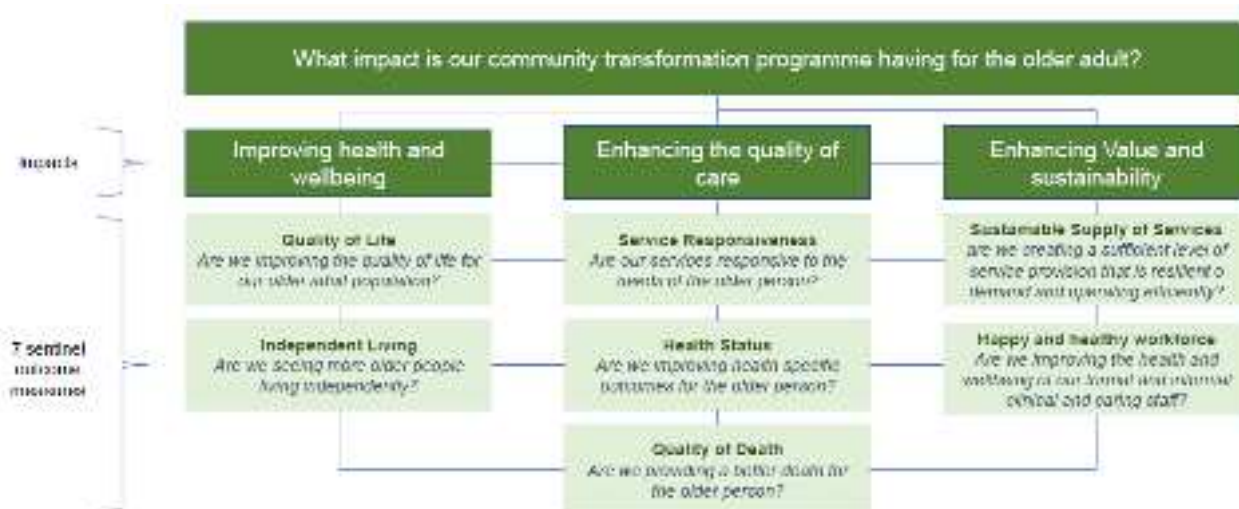 What impact is our community transformation programme having for the older adult?
Impacts
Improving health and
wellbeing
Enhancing the quality of
care
Enhancing Value and
sustainability
7 sentinel
outcome
measures
Quality of Life
Are we improving the quality of life for
our older adult population?
Service Responsiveness
Are our services responsive to the
needs of the older person?
Sustainable Supply of Services
are we creating a sufficient level of
service provision that is resilient o
demand and operating efficiently?
Independent Living
Are we seeing more older people
living independently?
Health Status
Are we improving health specific
outcomes for the older person?
Happy and healthy workforce
Are we improving the health and
wellbeing of our formal and informal
clinical and caring staff?
Quality of Death
Are we providing a better death for
the older person?